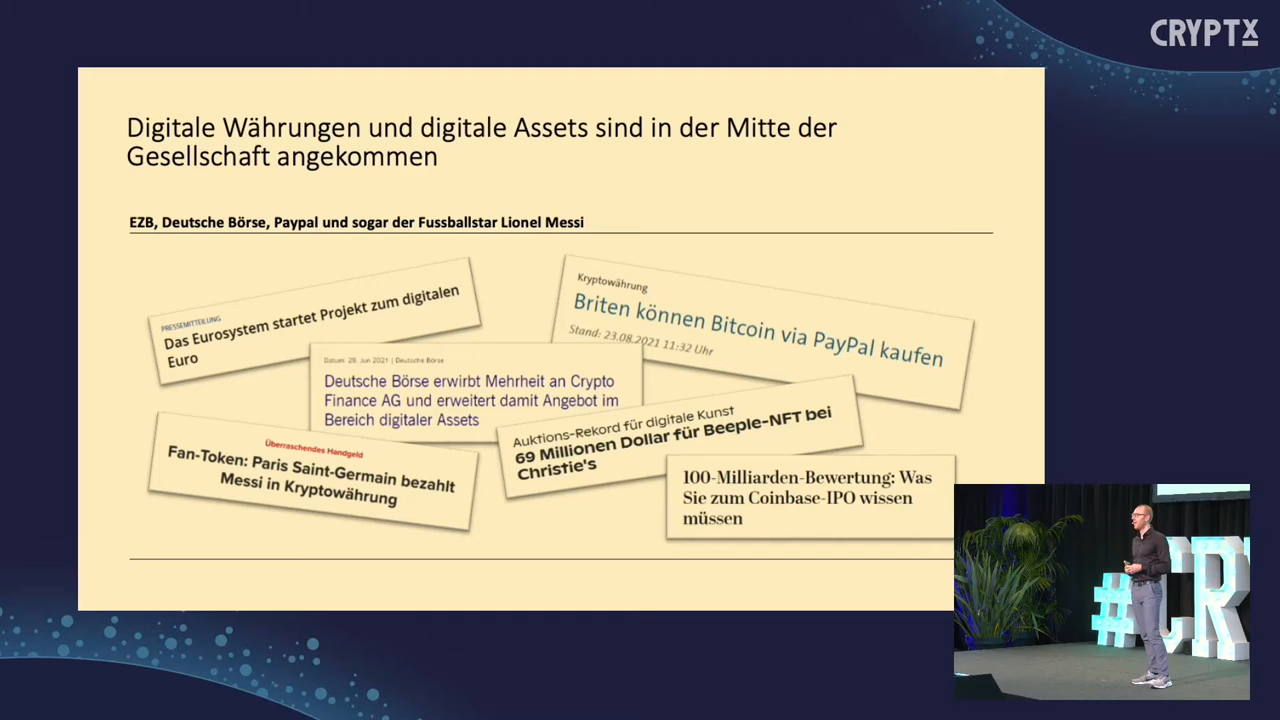 CRYPTX
Digitale Währungen und digitale Assets sind in der Mitte der
Gesellschaft angekommen
EZB, Deutsche Börse, Paypal und sogar der Fussballstar Lionel Messi
PRESSEMITTEILUNG
Das Eurosystem startet Projekt zum digitalen
Euro
Kryptowährung
Briten können Bitcoin via PayPal kaufen
Stand: 23.08.2021 11:32 Uhr
Datum: 29. Jun 2021 | Deutsche Börse
Deutsche Börse erwirbt Mehrheit an Crypto
Finance AG und erweitert damit Angebot im
Bereich digitaler Assets
Überraschendes Handgeld
Fan-Token: Paris Saint-Germain bezahlt
Messi in Kryptowährung
Auktions-Rekord für digitale Kunst
69 Millionen Dollar für Beeple-NFT bei
Christie's
100-Milliarden-Bewertung: Was
Sie zum Coinbase-IPO wissen
müssen
#CR